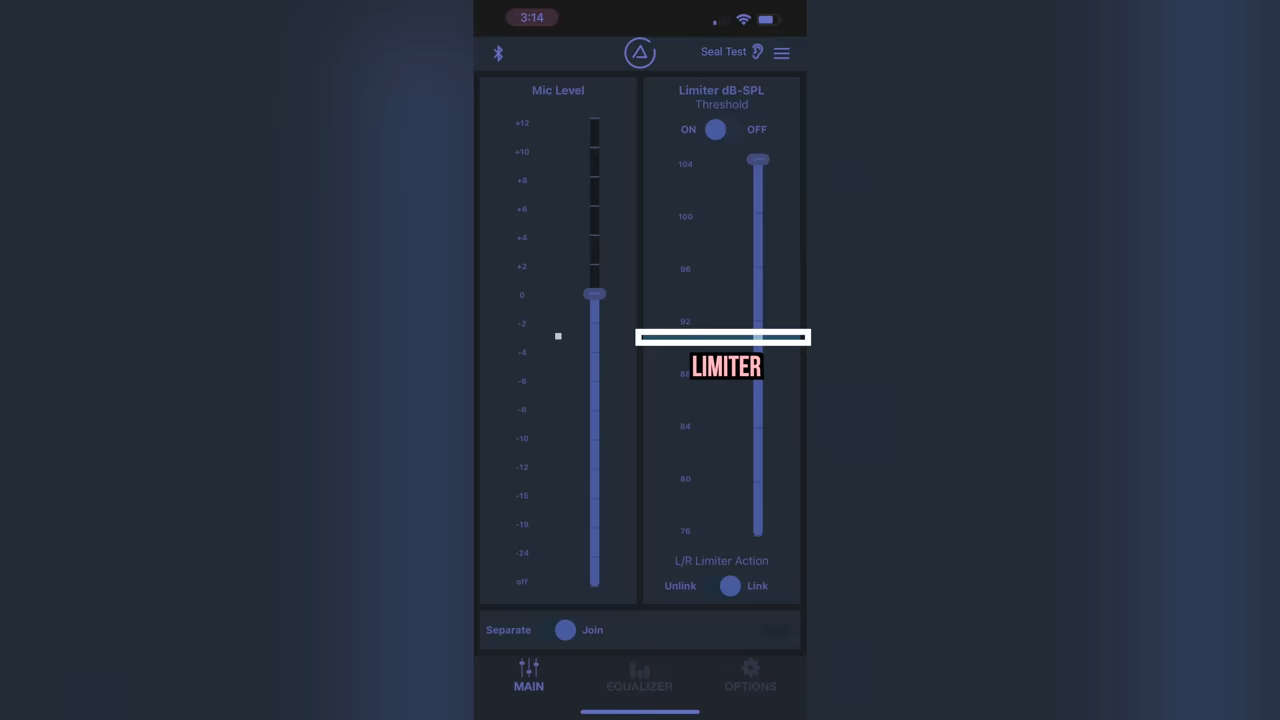 3:14
Seal Test
Mic Level
+12
+10
+8
+6
+4
+2
0
-2
-4
-6
-8
-10
-12
-15
-19
-24
off
Limiter dB-SPL
Threshold
ON OFF
104
100
96
92
LIMITER
84
80
76
L/R Limiter Action
Unlink Link
Separate Join
MAIN EQUALIZER OPTIONS